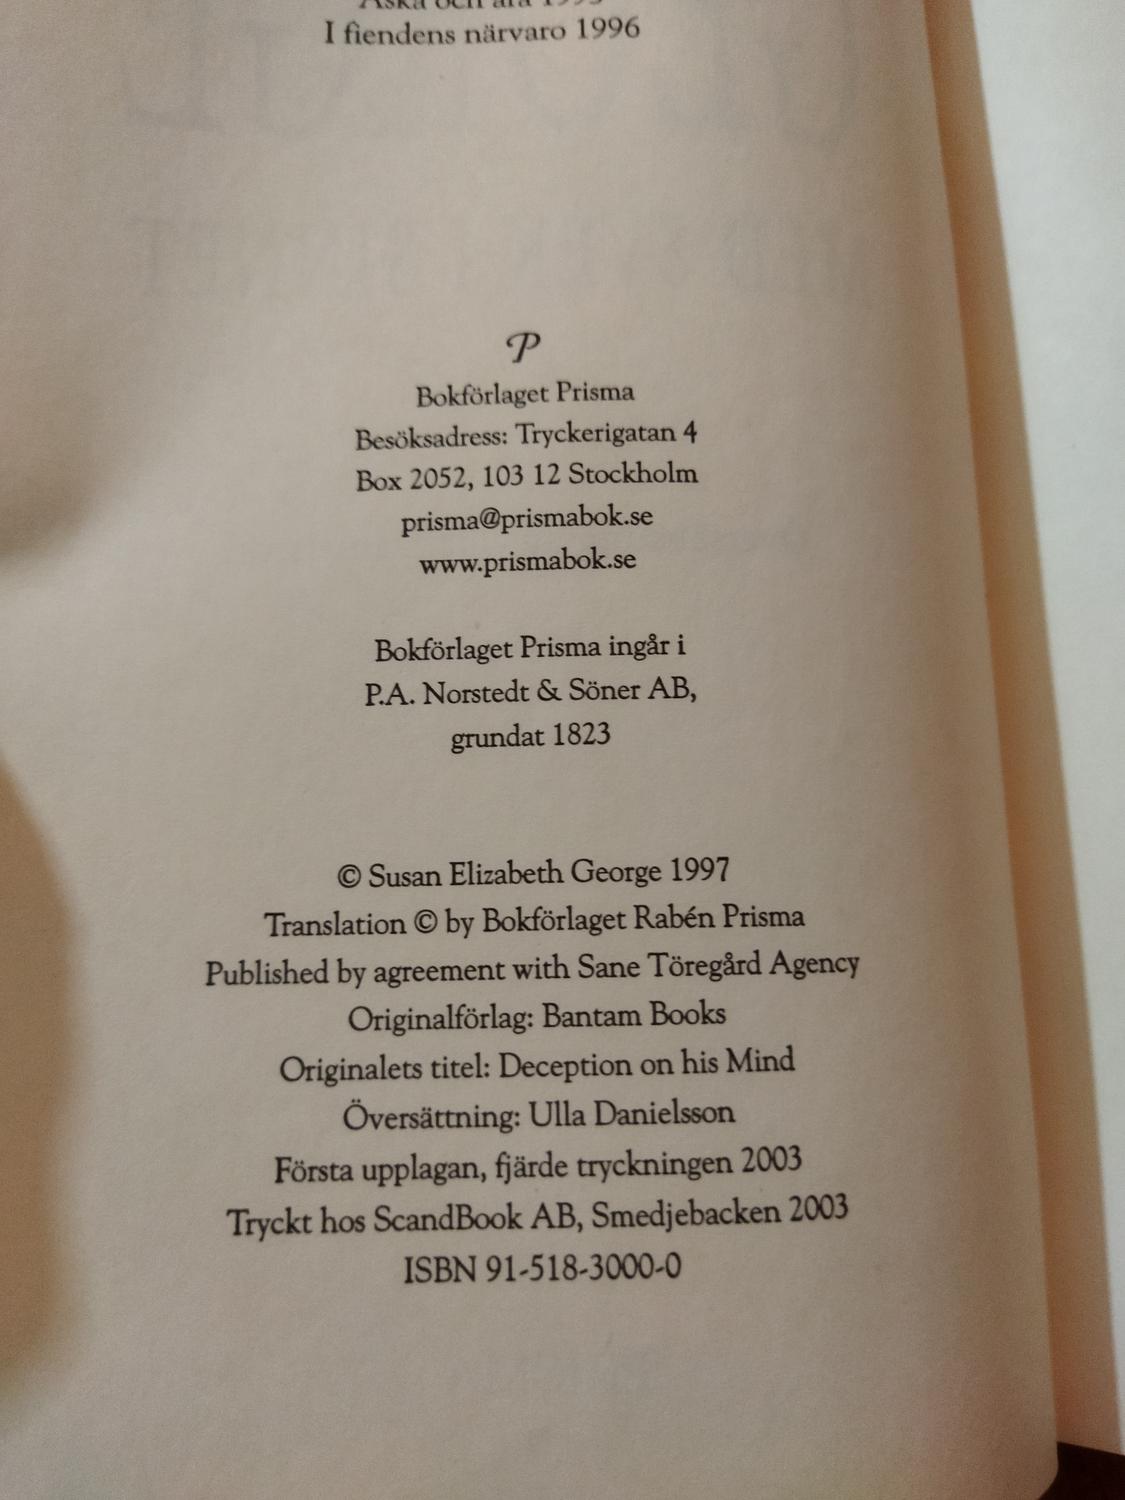 I fiendens närvaro 1996
P
Bokförlaget Prisma
Besöksadress: Tryckerigatan 4
Box 2052, 103 12 Stockholm
prisma@prismabok.se
www.prismabok.se
Bokförlaget Prisma ingår i
P.A. Norstedt & Söner AB,
grundat 1823
© Susan Elizabeth George 1997
Translation © by Bokförlaget Rabén Prisma
Published by agreement with Sane Töregård Agency
Originalförlag: Bantam Books
Originalets titel: Deception on his Mind
Översättning: Ulla Danielsson
Första upplagan, fjärde tryckningen 2003
Tryckt hos ScandBook AB, Smedjebacken 2003
ISBN 91-518-3000-0